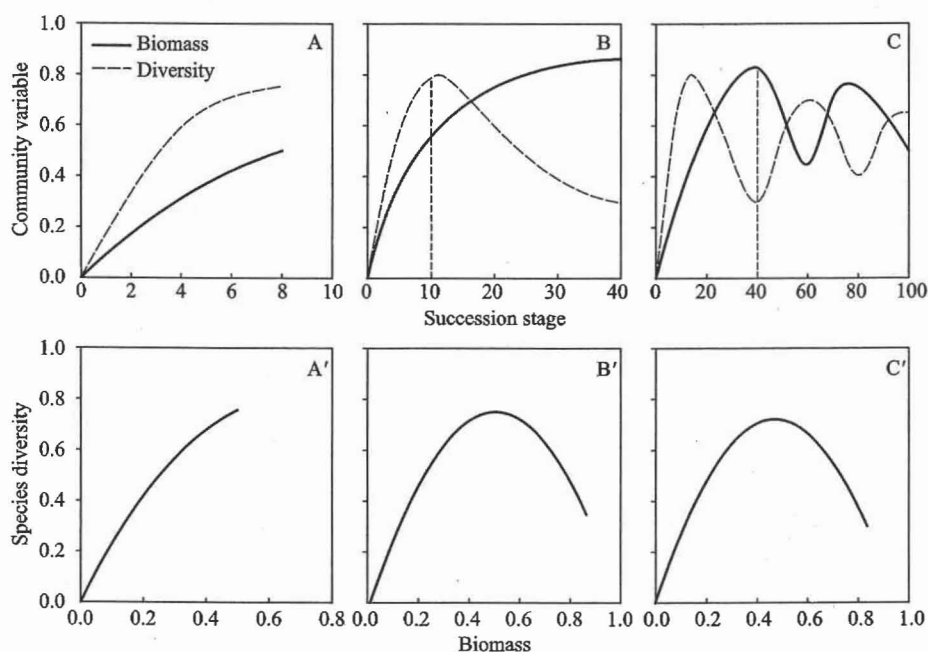 1.0
0.8
0.6
0.4
0.2
0.0
Community variable
Biomass
Diversity
A
B
C
0 2 4 6 8 10
0 10 20 30 40
0 20 40 60 80 100
Succession stage
1.0
0.8
0.6
0.4
0.2
0.0
Species diversity
A′
B′
C′
0.0 0.2 0.4 0.6 0.8
0.0 0.2 0.4 0.6 0.8 1.0
0.0 0.2 0.4 0.6 0.8 1.0
Biomass